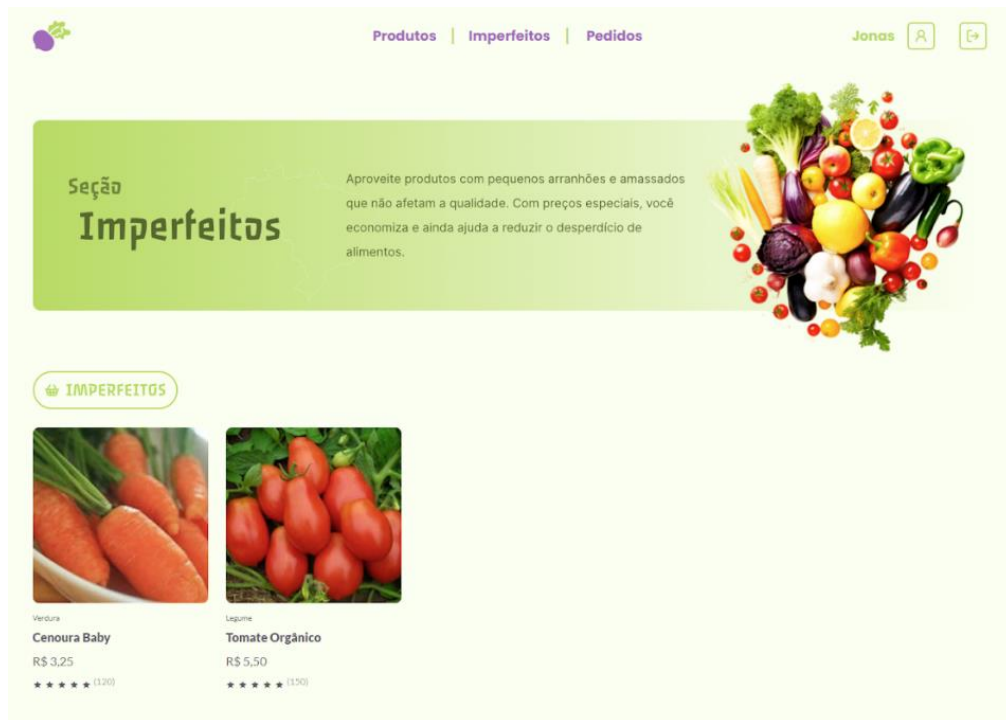 Produtos | Imperfeitos | Pedidos
Jonas
Seção
Imperfeitos
Aproveite produtos com pequenos arranhões e amassados
que não afetam a qualidade. Com preços especiais, você
economiza e ainda ajuda a reduzir o desperdício de
alimentos.
IMPERFEITOS
Verdura
Cenoura Baby
R$ 3,25
★ ★ ★ ★ ★ (120)
Legume
Tomate Orgânico
R$ 5,50
★ ★ ★ ★ ★ (150)